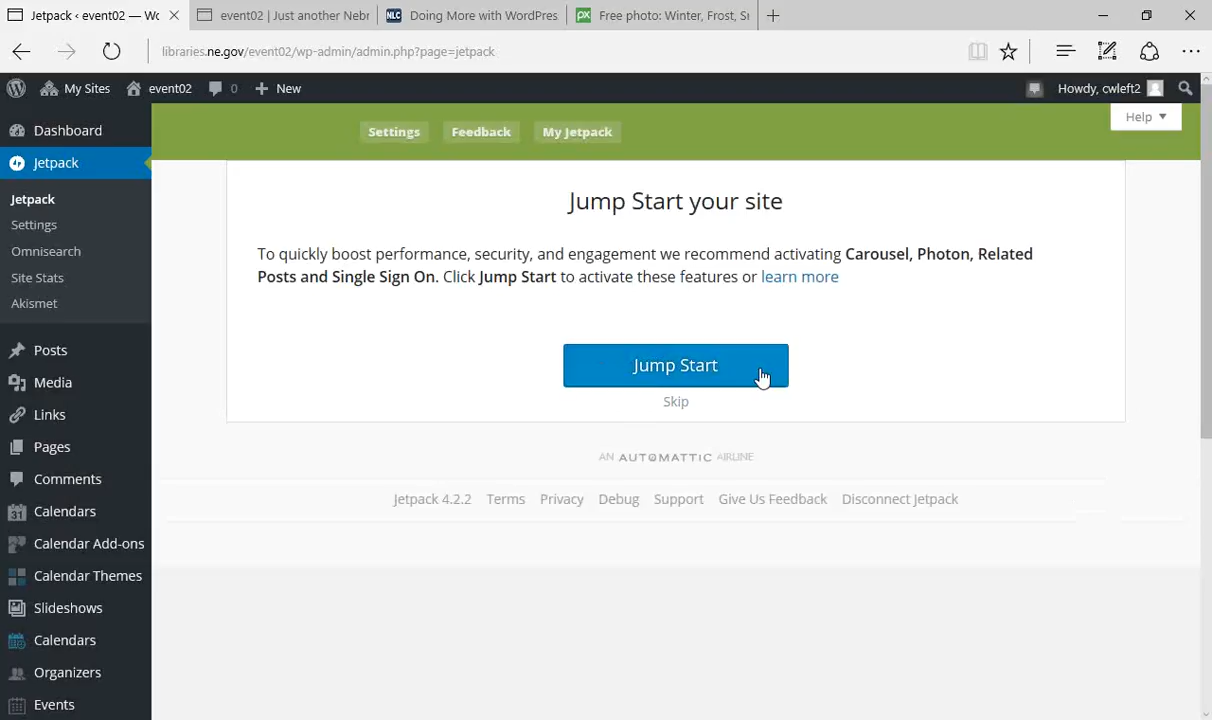 Jetpack ‹ event02 — Wo
event02 | Just another Nebr
NLC Doing More with WordPres
px Free photo: Winter, Frost, Sn
libraries.ne.gov/event02/wp-admin/admin.php?page=jetpack
My Sites event02 0 New Howdy, cwleft2
Dashboard
Jetpack
Jetpack
Settings
Omnisearch
Site Stats
Akismet
Posts
Media
Links
Pages
Comments
31 Calendars
Calendar Add-ons
Calendar Themes
Slideshows
Calendars
Organizers
Events
Settings Feedback My Jetpack
Help
Jump Start your site
To quickly boost performance, security, and engagement we recommend activating Carousel, Photon, Related
Posts and Single Sign On. Click Jump Start to activate these features or learn more
Jump Start
Skip
AN AUTOMATTIC AIRLINE
Jetpack 4.2.2 Terms Privacy Debug Support Give Us Feedback Disconnect Jetpack